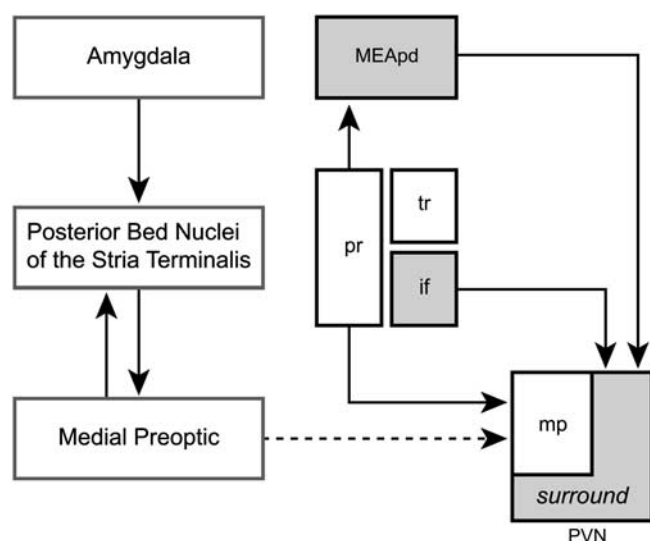 Amygdala
Posterior Bed Nuclei
of the Stria Terminalis
Medial Preoptic
MEApd
pr
tr
if
mp
surround
PVN